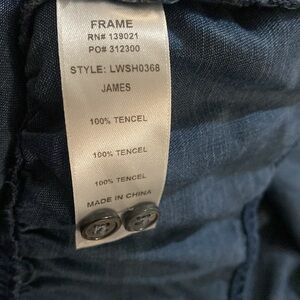 FRAME
RN# 139021
PO# 312300
STYLE: LWSH0368
JAMES
100% TENCEL
100% TENCEL
100% TENCEL
MADE IN CHINA